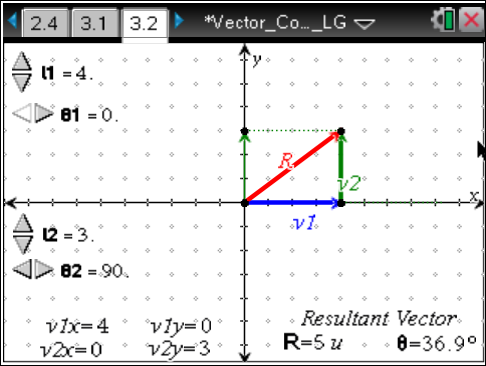 2.4 3.1 3.2 *Vector_Co..._LG
y
l1 = 4.
θ1 = 0.
R
v2
x
v1
l2 = 3.
θ2 = 90.
Resultant Vector
v1x=4 v1y=0
R=5 u θ=36.9°
v2x=0 v2y=3